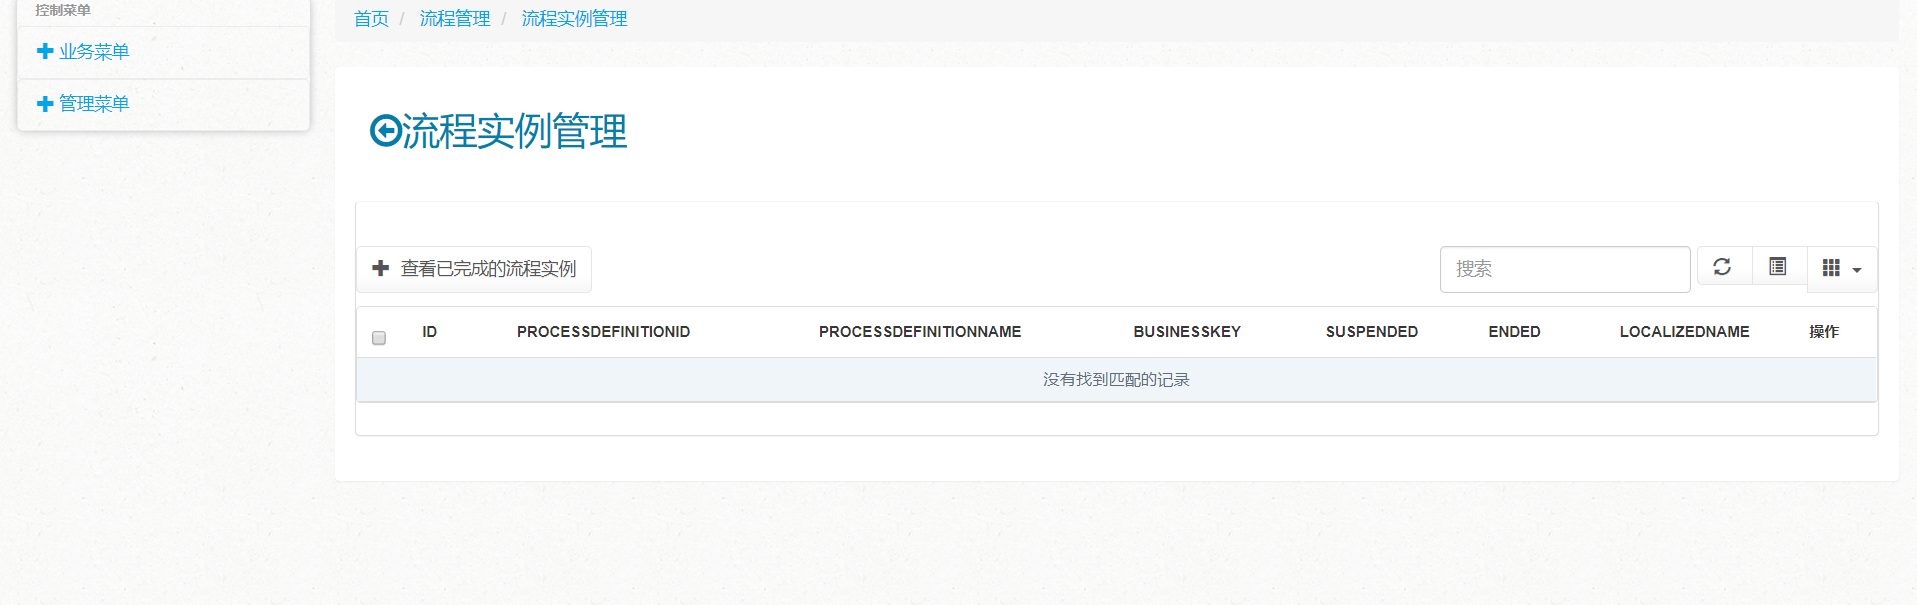 控制菜单
业务菜单
管理菜单
首页 / 流程管理 / 流程实例管理
流程实例管理
查看已完成的流程实例
搜索
ID PROCESSDEFINITIONID PROCESSDEFINITIONNAME BUSINESSKEY SUSPENDED ENDED LOCALIZEDNAME 操作
没有找到匹配的记录